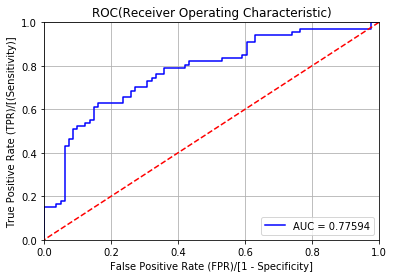 ROC(Receiver Operating Characteristic)
True Positive Rate (TPR)/[(Sensitivity)]
1.0
0.8
0.6
0.4
0.2
0.0
0.0 0.2 0.4 0.6 0.8 1.0
AUC = 0.77594
False Positive Rate (FPR)/[1 - Specificity]